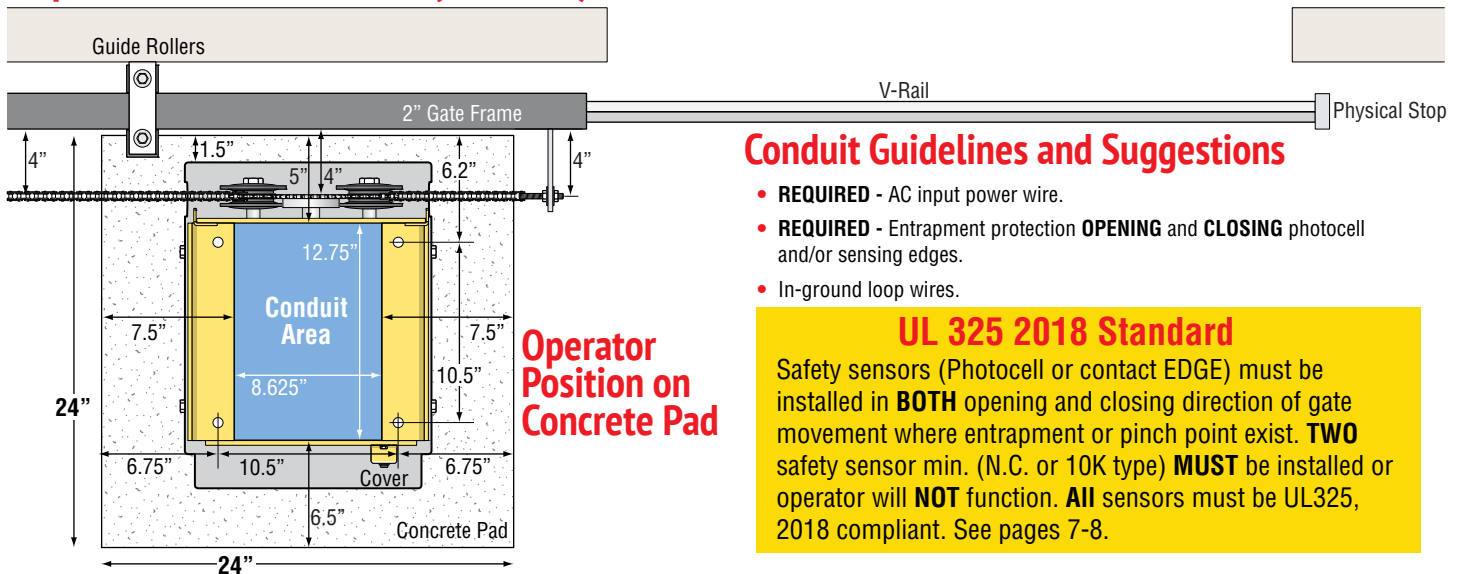 Guide Rollers
V-Rail
2” Gate Frame
Physical Stop
4”
1.5”
5”
4”
6.2”
4”
12.75”
Conduit
Area
7.5”
7.5”
8.625”
10.5”
24”
6.75”
10.5”
6.75”
Cover
6.5”
Concrete Pad
24”
Operator
Position on
Concrete Pad
Conduit Guidelines and Suggestions
• REQUIRED - AC input power wire.
• REQUIRED - Entrapment protection OPENING and CLOSING photocell
and/or sensing edges.
• In-ground loop wires.
UL 325 2018 Standard
Safety sensors (Photocell or contact EDGE) must be
installed in BOTH opening and closing direction of gate
movement where entrapment or pinch point exist. TWO
safety sensor min. (N.C. or 10K type) MUST be installed or
operator will NOT function. All sensors must be UL325,
2018 compliant. See pages 7-8.